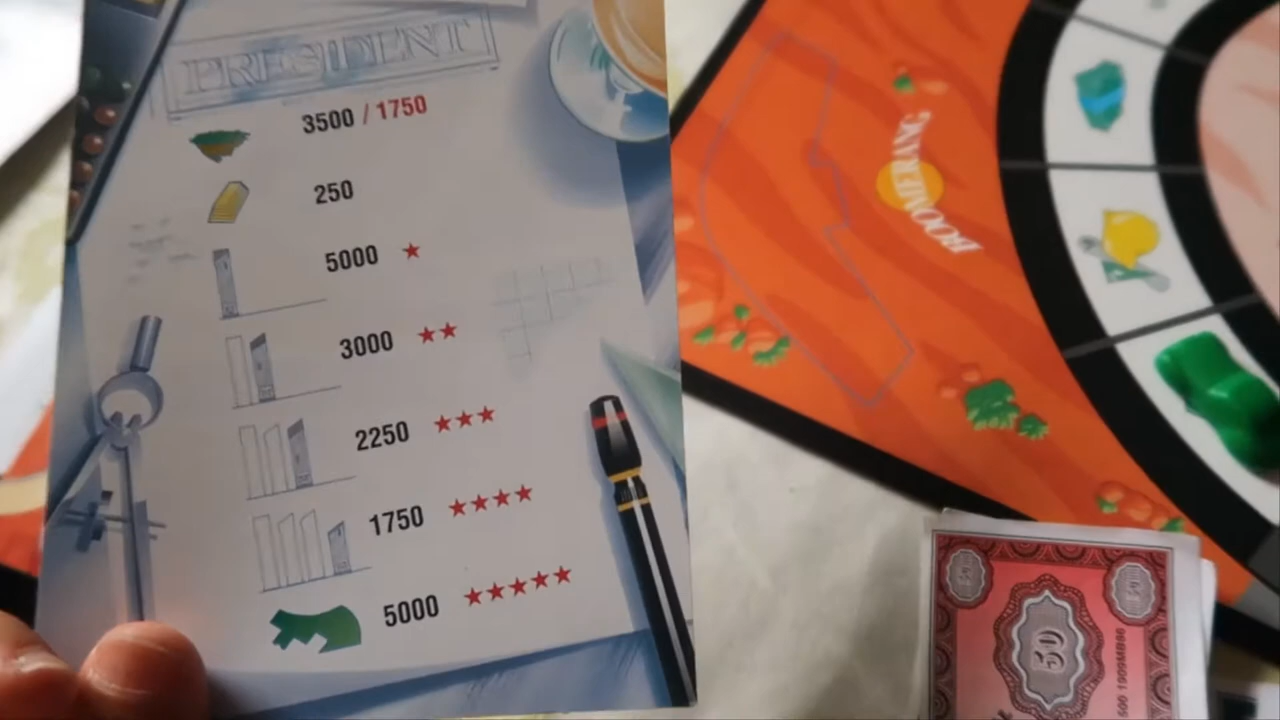 PRESIDENT
3500 / 1750
250
5000 ★
3000 ★★
2250 ★★★
1750 ★★★★
5000 ★★★★★
BOOMERANG
50